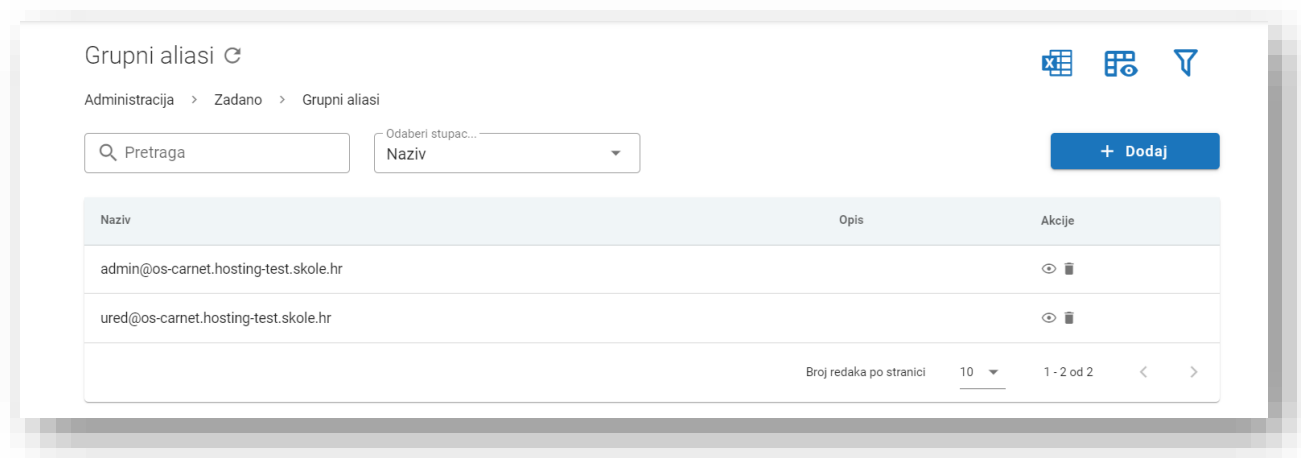 Grupni aliasi
Administracija > Zadano > Grupni aliasi
Pretraga
Odaberi stupac...
Naziv
+ Dodaj
Naziv Opis Akcije
admin@os-carnet.hosting-test.skole.hr
ured@os-carnet.hosting-test.skole.hr
Broj redaka po stranici 10 1 - 2 od 2